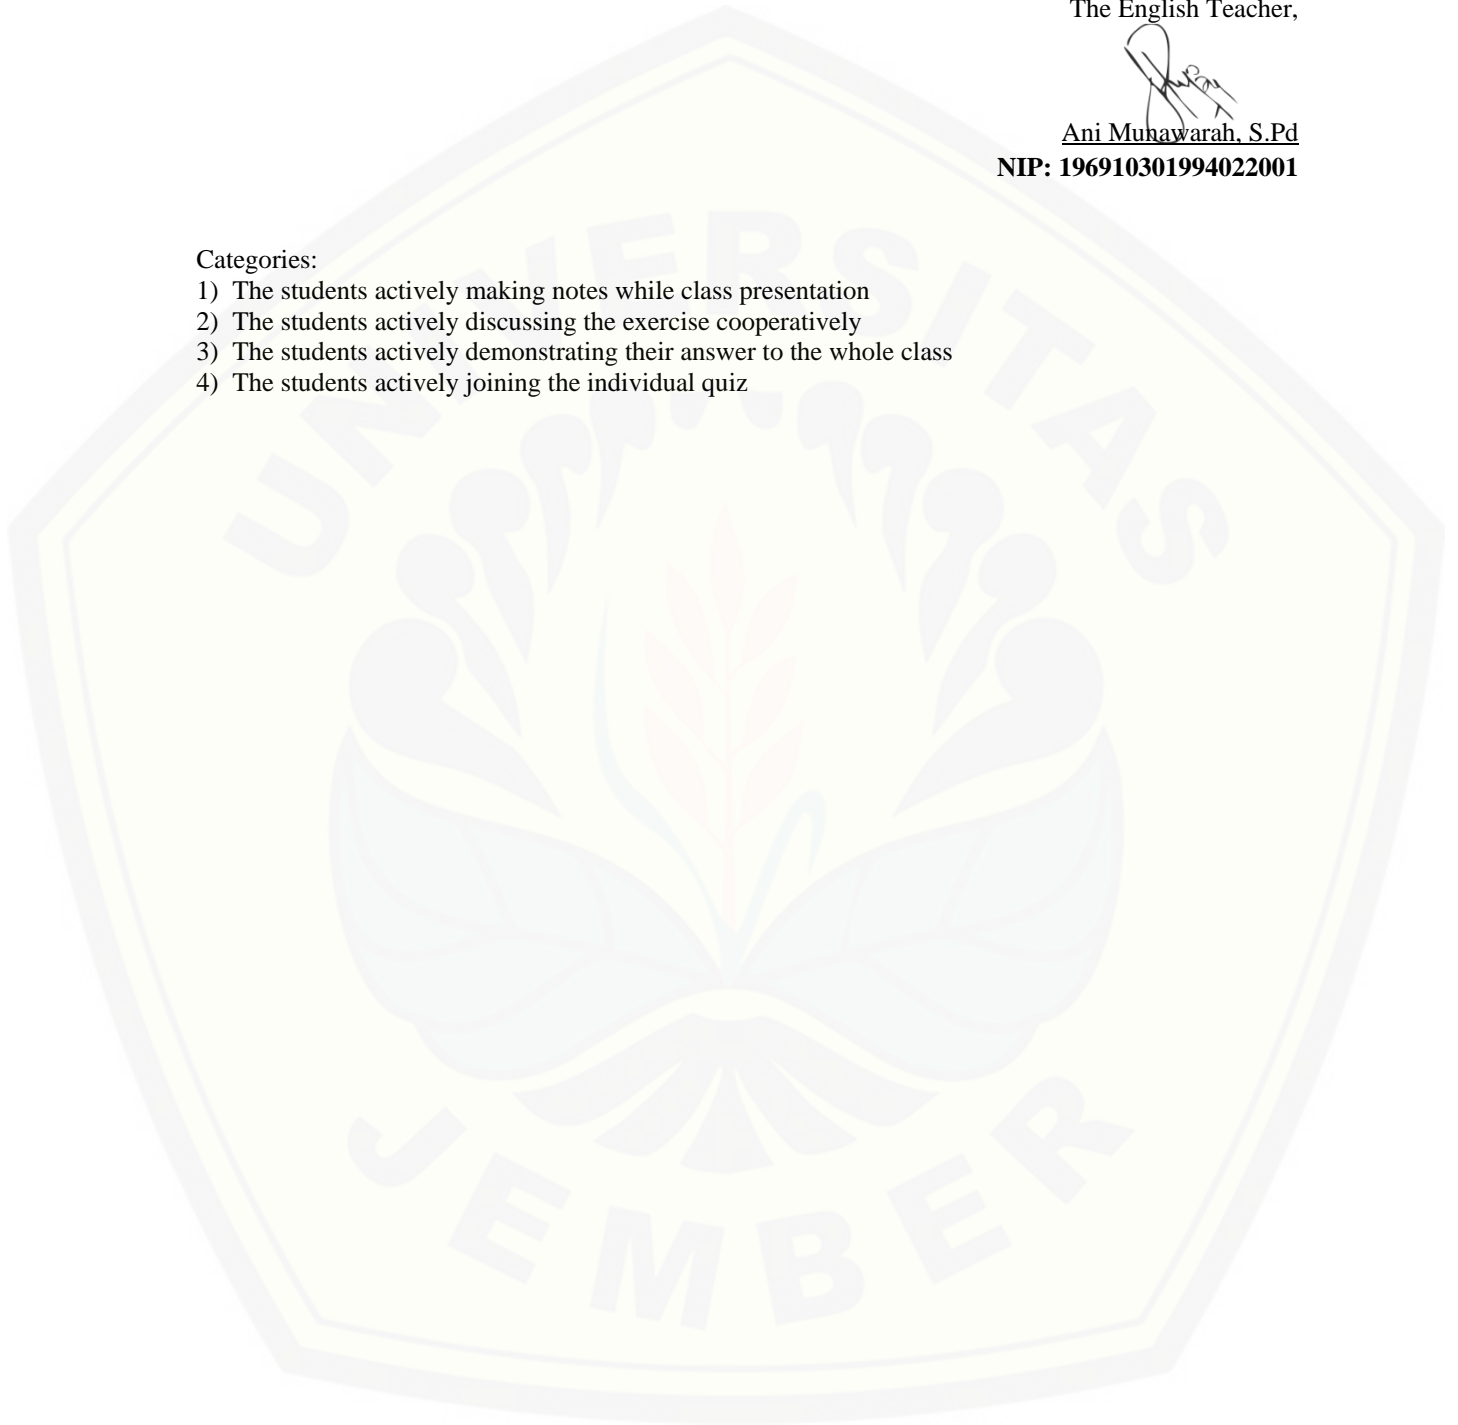 The English Teacher,
Ani Munawarah, S.Pd
NIP: 196910301994022001
Categories:
1) The students actively making notes while class presentation
2) The students actively discussing the exercise cooperatively
3) The students actively demonstrating their answer to the whole class
4) The students actively joining the individual quiz
UNIVERSITAS
JEMBER